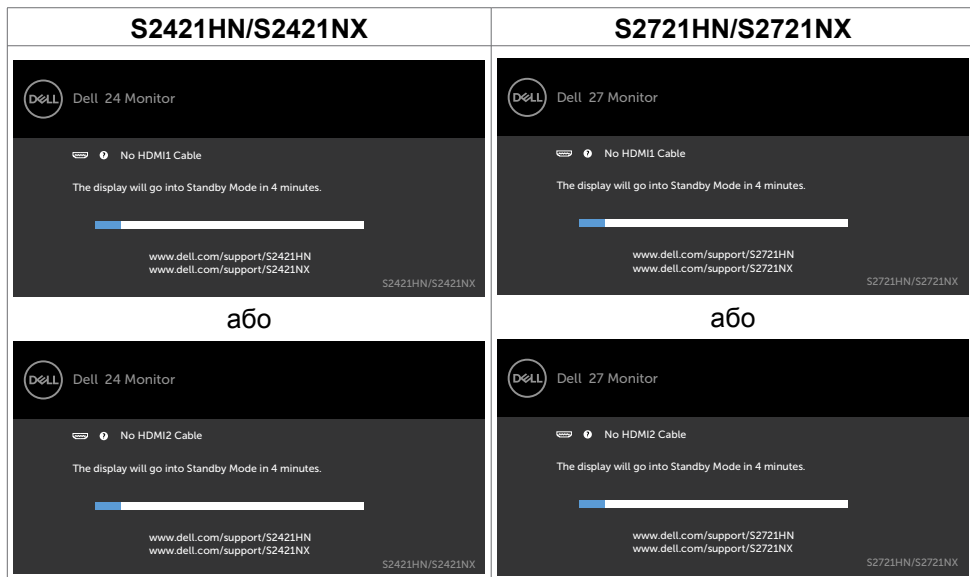 S2421HN/S2421NX
S2721HN/S2721NX
DELL
Dell 24 Monitor
No HDMI1 Cable
The display will go into Standby Mode in 4 minutes.
www.dell.com/support/S2421HN
www.dell.com/support/S2421NX
S2421HN/S2421NX
DELL
Dell 27 Monitor
No HDMI1 Cable
The display will go into Standby Mode in 4 minutes.
www.dell.com/support/S2721HN
www.dell.com/support/S2721NX
S2721HN/S2721NX
або
або
DELL
Dell 24 Monitor
No HDMI2 Cable
The display will go into Standby Mode in 4 minutes.
www.dell.com/support/S2421HN
www.dell.com/support/S2421NX
S2421HN/S2421NX
DELL
Dell 27 Monitor
No HDMI2 Cable
The display will go into Standby Mode in 4 minutes.
www.dell.com/support/S2721HN
www.dell.com/support/S2721NX
S2721HN/S2721NX